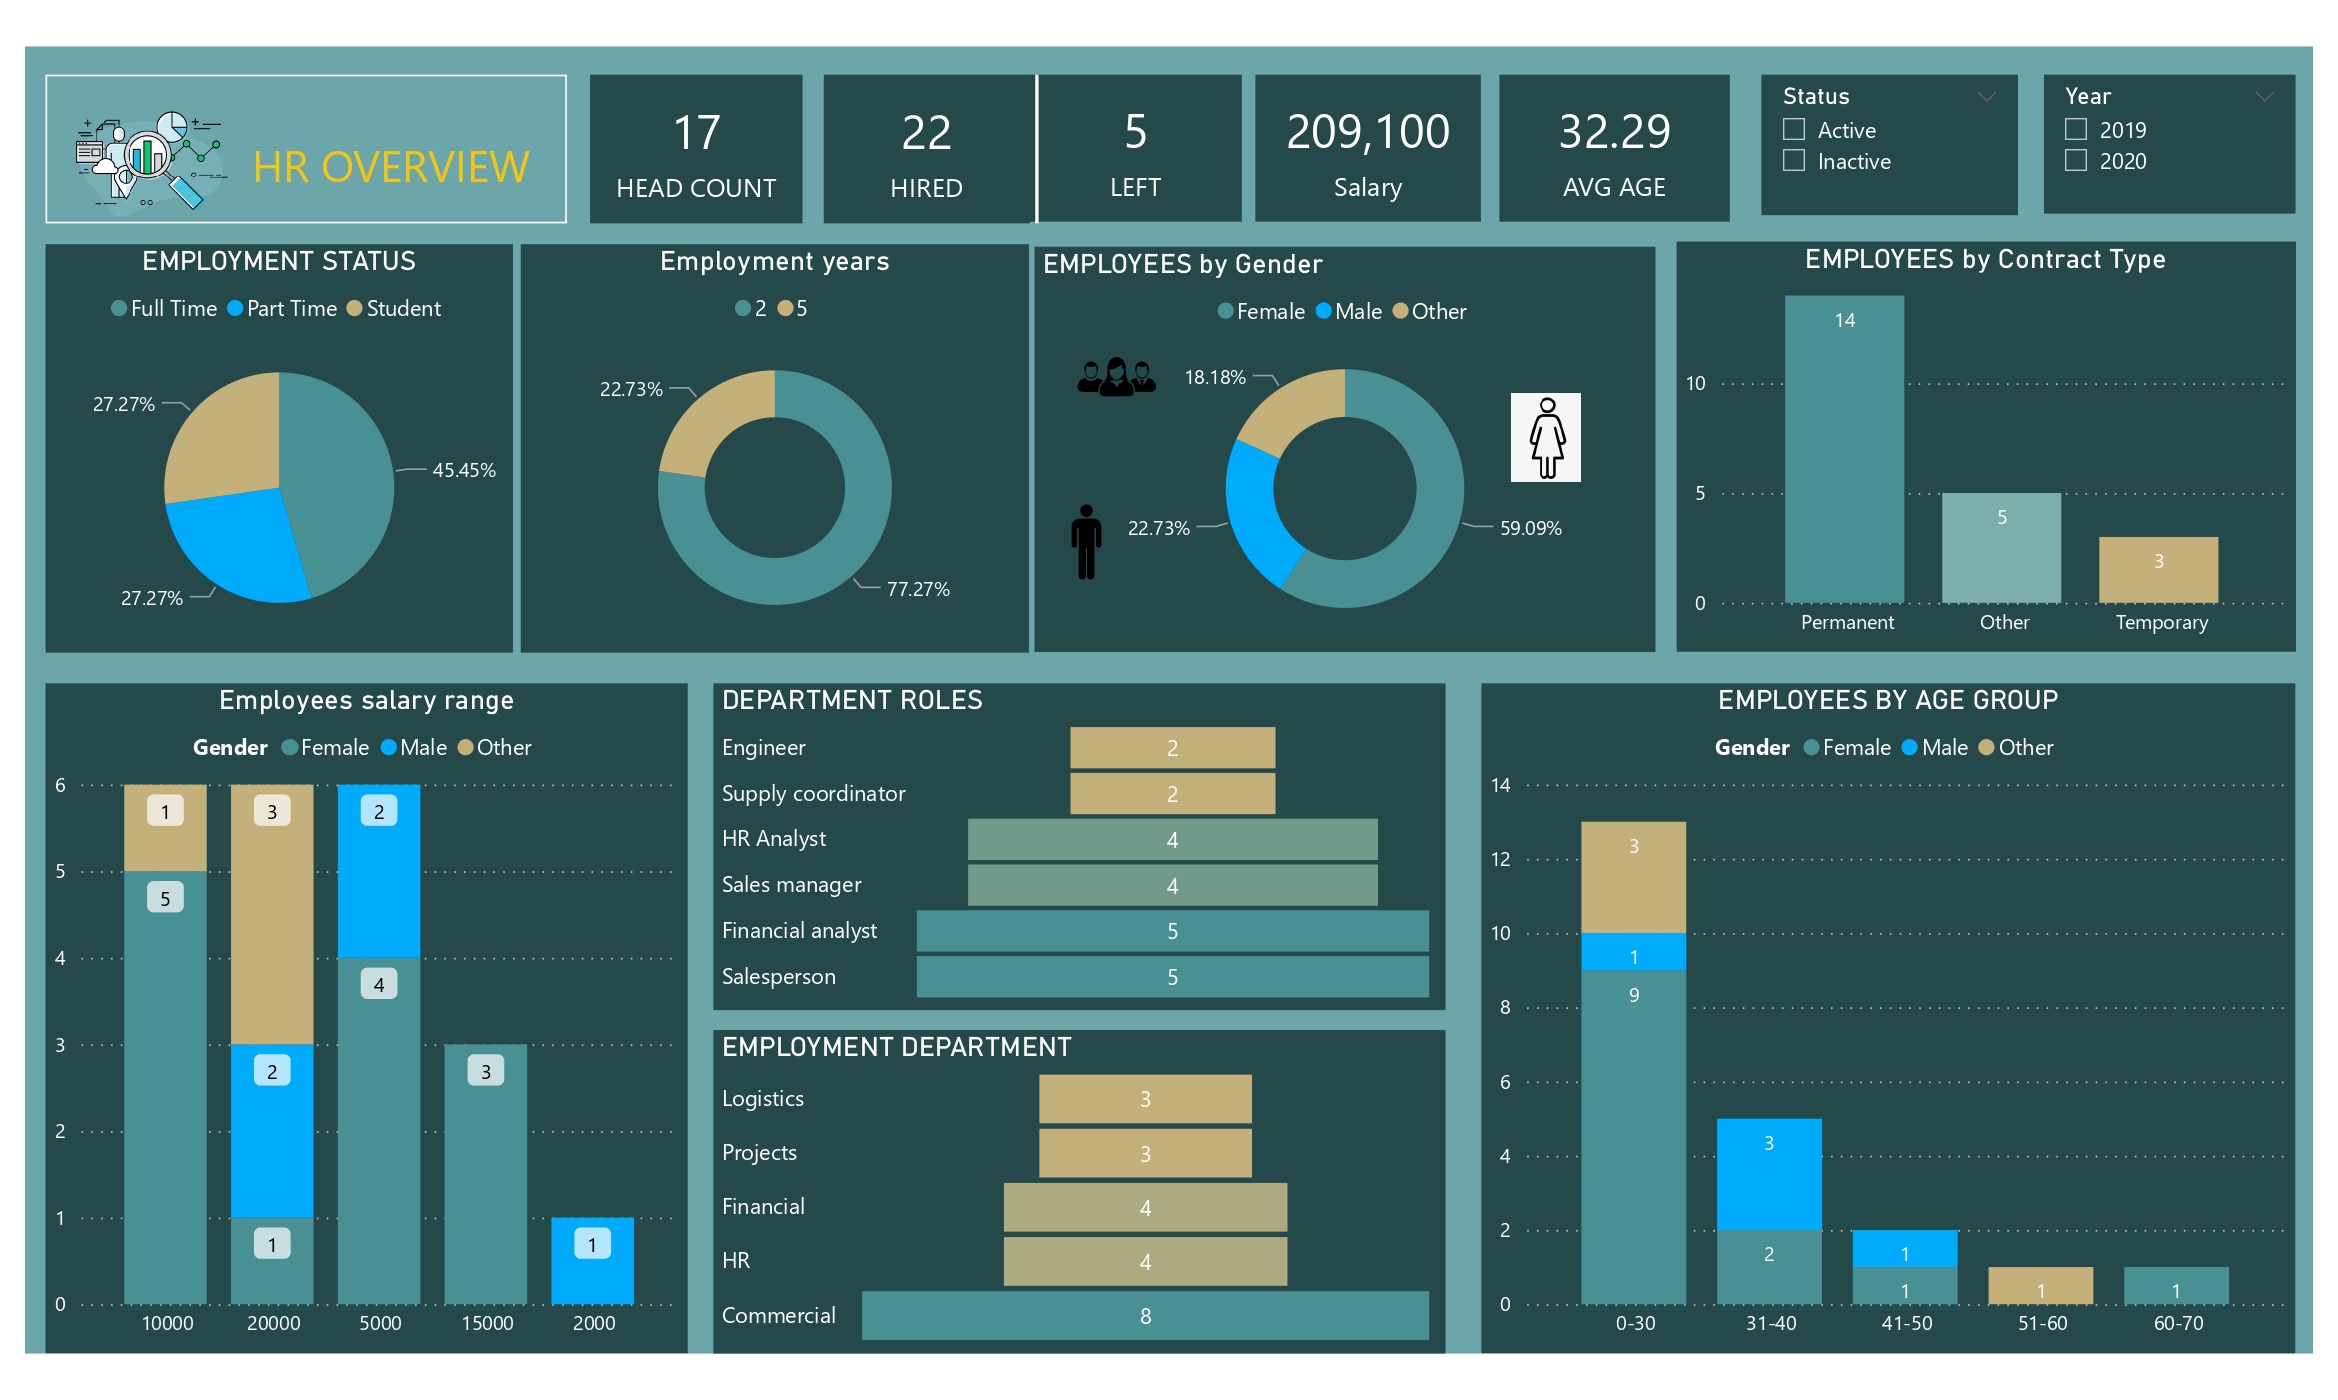 HR OVERVIEW
17
HEAD COUNT
22
HIRED
5
LEFT
209,100
Salary
32.29
AVG AGE
Status
Active
Inactive
Year
2019
2020
EMPLOYMENT STATUS
Full Time Part Time Student
27.27%
45.45%
27.27%
Employment years
2 5
22.73%
77.27%
EMPLOYEES by Gender
Female Male Other
18.18%
22.73%
59.09%
EMPLOYEES by Contract Type
14
10
5
5
3
0
Permanent Other Temporary
Employees salary range
Gender Female Male Other
6
1 3 2
5
5
4
4
3
2 3
2
1
1 1
0
10000 20000 5000 15000 2000
DEPARTMENT ROLES
Engineer 2
Supply coordinator 2
HR Analyst 4
Sales manager 4
Financial analyst 5
Salesperson 5
EMPLOYMENT DEPARTMENT
Logistics 3
Projects 3
Financial 4
HR 4
Commercial 8
EMPLOYEES BY AGE GROUP
Gender Female Male Other
14
3
12
10
1
9
8
6
4
3
2
2
1
1 1 1
0
0-30 31-40 41-50 51-60 60-70